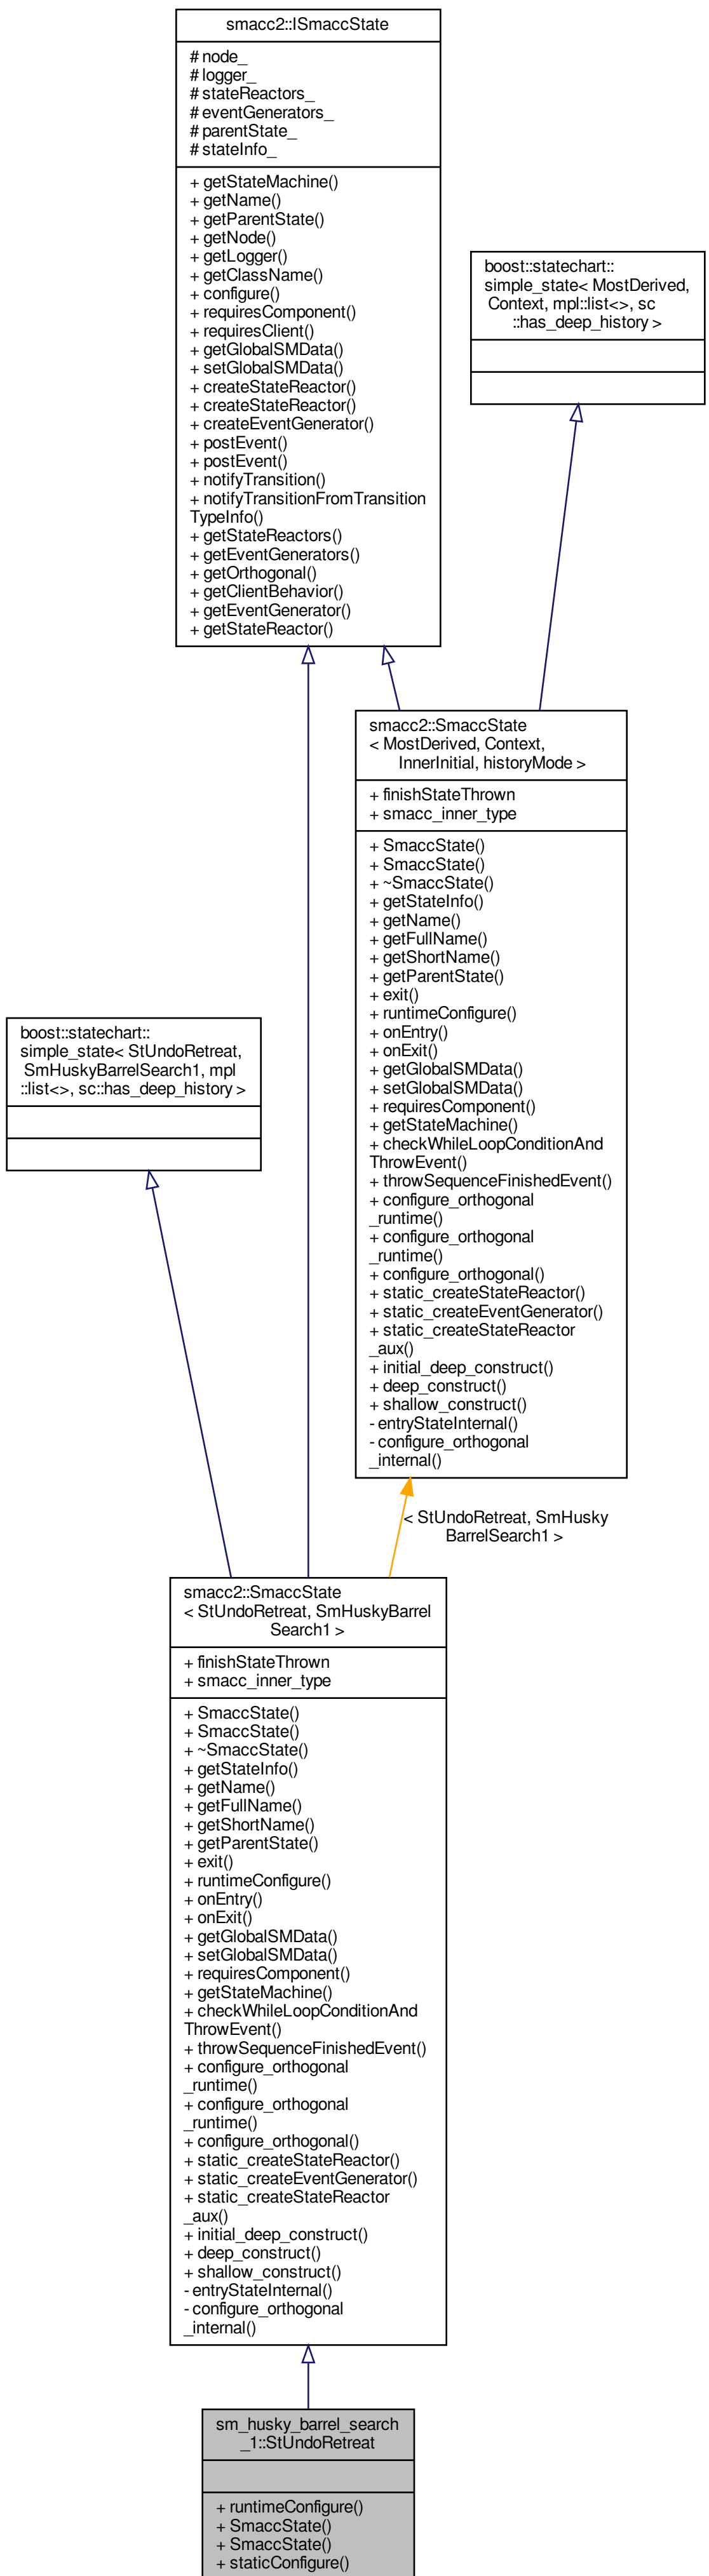 smacc2::ISmaccState
# node_
# logger_
# stateReactors_
# eventGenerators_
# parentState_
# stateInfo_
+ getStateMachine()
+ getName()
+ getParentState()
+ getNode()
+ getLogger()
+ getClassName()
+ configure()
+ requiresComponent()
+ requiresClient()
+ getGlobalSMData()
+ setGlobalSMData()
+ createStateReactor()
+ createStateReactor()
+ createEventGenerator()
+ postEvent()
+ postEvent()
+ notifyTransition()
+ notifyTransitionFromTransition
TypeInfo()
+ getStateReactors()
+ getEventGenerators()
+ getOrthogonal()
+ getClientBehavior()
+ getEventGenerator()
+ getStateReactor()
boost::statechart::
simple_state< MostDerived,
Context, mpl::list<>, sc
::has_deep_history >
smacc2::SmaccState
< MostDerived, Context,
InnerInitial, historyMode >
+ finishStateThrown
+ smacc_inner_type
+ SmaccState()
+ SmaccState()
+ ~SmaccState()
+ getStateInfo()
+ getName()
+ getFullName()
+ getShortName()
+ getParentState()
+ exit()
+ runtimeConfigure()
+ onEntry()
+ onExit()
+ getGlobalSMData()
+ setGlobalSMData()
+ requiresComponent()
+ getStateMachine()
+ checkWhileLoopConditionAnd
ThrowEvent()
+ throwSequenceFinishedEvent()
+ configure_orthogonal
_runtime()
+ configure_orthogonal
_runtime()
+ configure_orthogonal()
+ static_createStateReactor()
+ static_createEventGenerator()
+ static_createStateReactor
_aux()
+ initial_deep_construct()
+ deep_construct()
+ shallow_construct()
- entryStateInternal()
- configure_orthogonal
_internal()
boost::statechart::
simple_state< StUndoRetreat,
SmHuskyBarrelSearch1, mpl
::list<>, sc::has_deep_history >
< StUndoRetreat, SmHusky
BarrelSearch1 >
smacc2::SmaccState
< StUndoRetreat, SmHuskyBarrel
Search1 >
+ finishStateThrown
+ smacc_inner_type
+ SmaccState()
+ SmaccState()
+ ~SmaccState()
+ getStateInfo()
+ getName()
+ getFullName()
+ getShortName()
+ getParentState()
+ exit()
+ runtimeConfigure()
+ onEntry()
+ onExit()
+ getGlobalSMData()
+ setGlobalSMData()
+ requiresComponent()
+ getStateMachine()
+ checkWhileLoopConditionAnd
ThrowEvent()
+ throwSequenceFinishedEvent()
+ configure_orthogonal
_runtime()
+ configure_orthogonal
_runtime()
+ configure_orthogonal()
+ static_createStateReactor()
+ static_createEventGenerator()
+ static_createStateReactor
_aux()
+ initial_deep_construct()
+ deep_construct()
+ shallow_construct()
- entryStateInternal()
- configure_orthogonal
_internal()
sm_husky_barrel_search
_1::StUndoRetreat
+ runtimeConfigure()
+ SmaccState()
+ SmaccState()
+ staticConfigure()